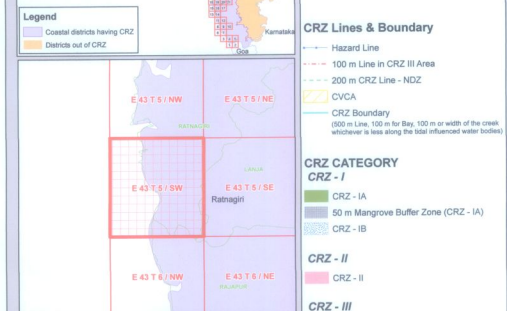 Legend
Coastal districts having CRZ
Districts out of CRZ
Karnataka
Goa
E 43 T 5 / NW
E 43 T 5 / NE
RATNAGIRI
LANJA
E 43 T 5 / SW
E 43 T 5 / SE
Ratnagiri
E 43 T 6 / NW
E 43 T 6 / NE
RAJAPUR
CRZ Lines & Boundary
Hazard Line
100 m Line in CRZ III Area
200 m CRZ Line - NDZ
CVCA
CRZ Boundary
(500 m Line, 100 m for Bay, 100 m or width of the creek
whichever is less along the tidal influenced water bodies)
CRZ CATEGORY
CRZ - I
CRZ - IA
50 m Mangrove Buffer Zone (CRZ - IA)
CRZ - IB
CRZ - II
CRZ - II
CRZ - III